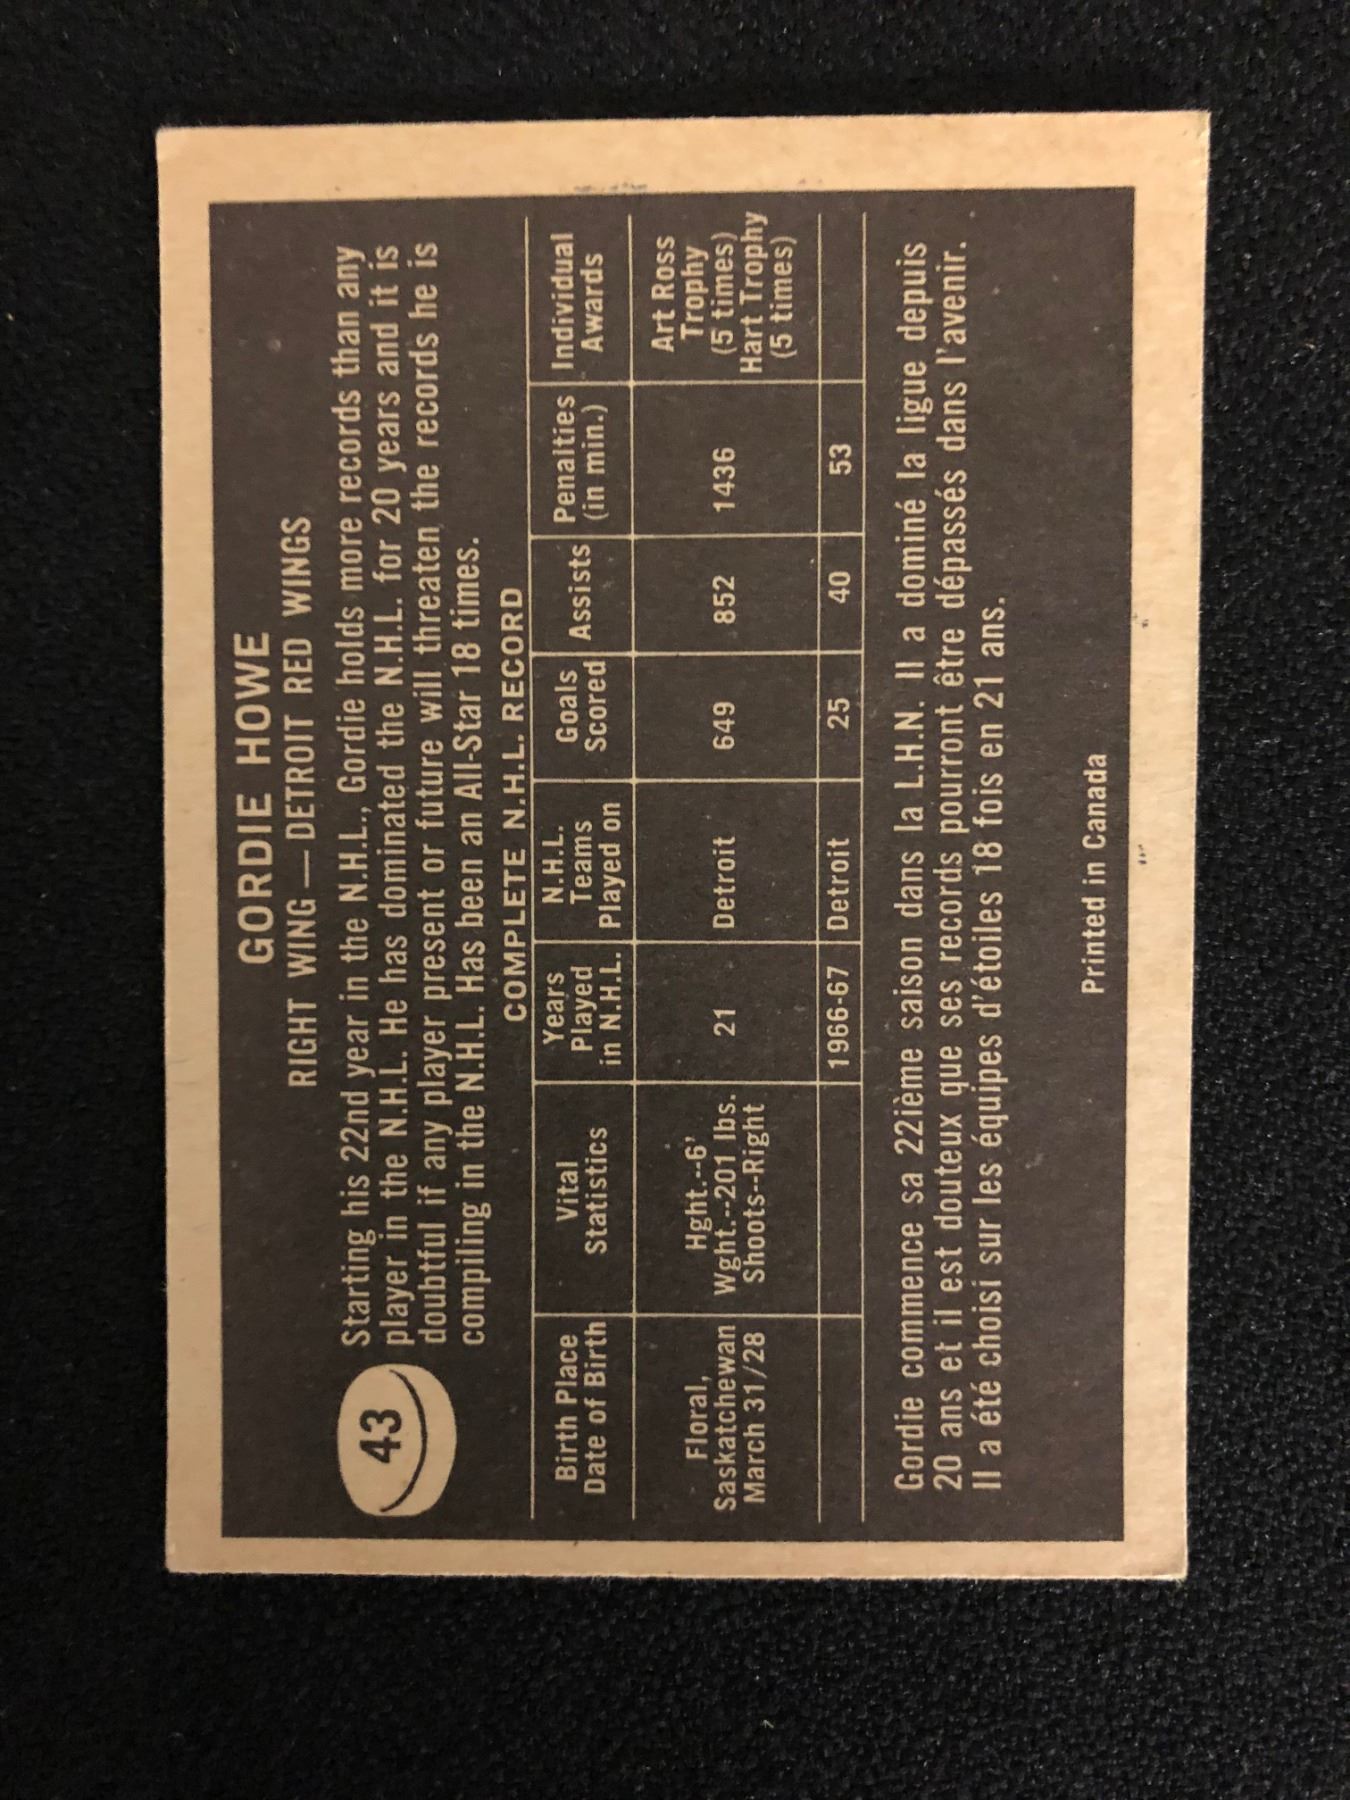 GORDIE HOWE
RIGHT WING—DETROIT RED WINGS
43
Starting his 22nd year in the N.H.L., Gordie holds more records than any
player in the N.H.L. He has dominated the N.H.L. for 20 years and it is
doubtful if any player present or future will threaten the records he is
compiling in the N.H.L. Has been an All-Star 18 times.
COMPLETE N.H.L. RECORD
Birth Place
Date of Birth
Vital
Statistics
Years
Played
in N.H.L.
N.H.L.
Teams
Played on
Goals
Scored
Assists
Penalties
(in min.)
Individual
Awards
Floral,
Saskatchewan
March 31/28
Hght.--6'
Wght.--201 lbs.
Shoots--Right
21
Detroit
649
852
1436
Art Ross
Trophy
(5 times)
Hart Trophy
(5 times)
1966-67
Detroit
25
40
53
Gordie commence sa 22ième saison dans la L.H.N. Il a dominé la ligue depuis
20 ans et il est douteux que ses records pourront être dépassés dans l'avenir.
Il a été choisi sur les équipes d'étoiles 18 fois en 21 ans.
Printed in Canada